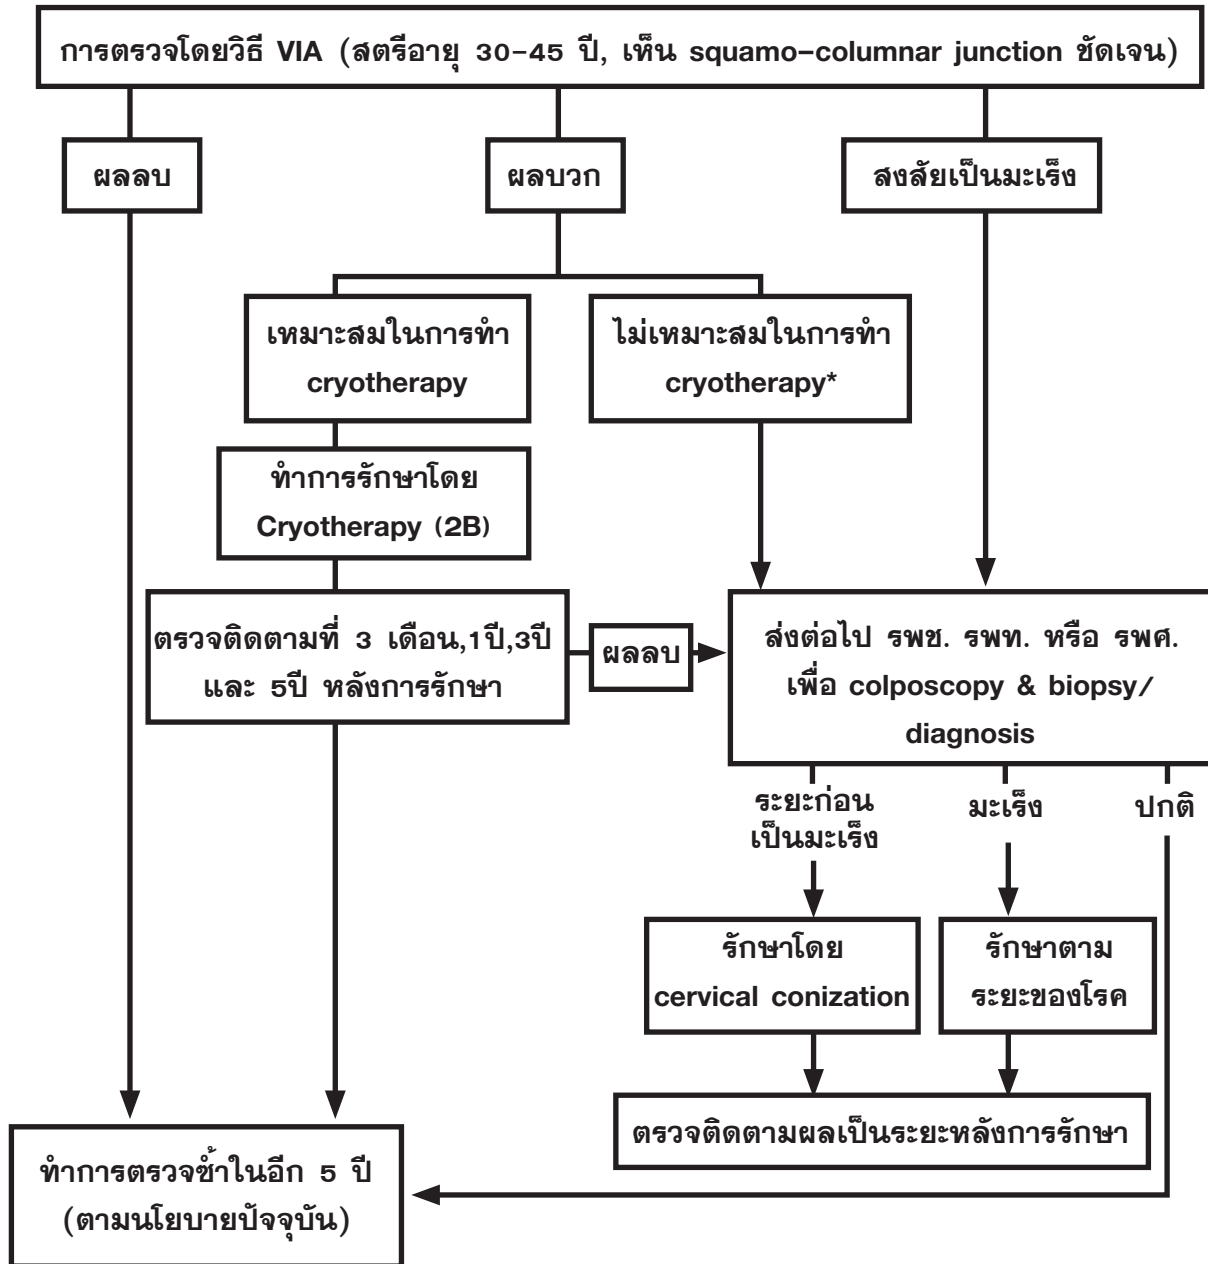 การตรวจโดยวิธี VIA (สตรีอายุ 30-45 ปี, เห็น squamo-columnar junction ชัดเจน)
ผลลบ
ผลบวก
สงสัยเป็นมะเร็ง
เหมาะสมในการทำ
cryotherapy
ไม่เหมาะสมในการทำ
cryotherapy*
ทำการรักษาโดย
Cryotherapy (2B)
ตรวจติดตามที่ 3 เดือน,1ปี,3ปี
และ 5ปี หลังการรักษา
ผลลบ
ส่งต่อไป รพช. รพท. หรือ รพศ.
เพื่อ colposcopy & biopsy/
diagnosis
ระยะก่อน
เป็นมะเร็ง
มะเร็ง
ปกติ
รักษาโดย
cervical conization
รักษาตาม
ระยะของโรค
ตรวจติดตามผลเป็นระยะหลังการรักษา
ทำการตรวจซ้ำในอีก 5 ปี
(ตามนโยบายปัจจุบัน)